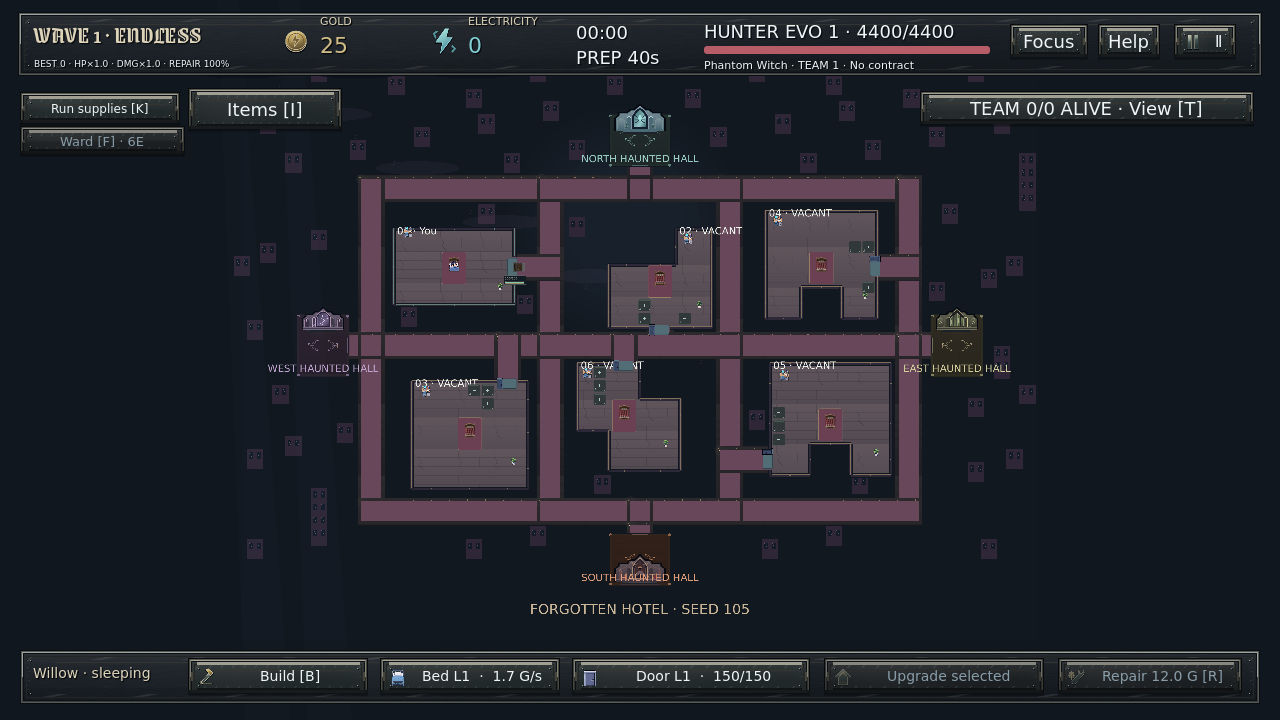 WAVE 1 · ENDLESS
BEST 0 · HP×1.0 · DMG×1.0 · REPAIR 100%
GOLD
25
ELECTRICITY
0
00:00
PREP 40s
HUNTER EVO 1 · 4400/4400
Phantom Witch · TEAM 1 · No contract
Focus
Help
Run supplies [K]
Items [I]
Ward [F] · 6E
TEAM 0/0 ALIVE · View [T]
NORTH HAUNTED HALL
You
02 · VACANT
04 · VACANT
WEST HAUNTED HALL
EAST HAUNTED HALL
03 · VACANT
06 · VACANT
05 · VACANT
SOUTH HAUNTED HALL
FORGOTTEN HOTEL · SEED 105
Willow · sleeping
Build [B]
Bed L1 · 1.7 G/s
Door L1 · 150/150
Upgrade selected
Repair 12.0 G [R]